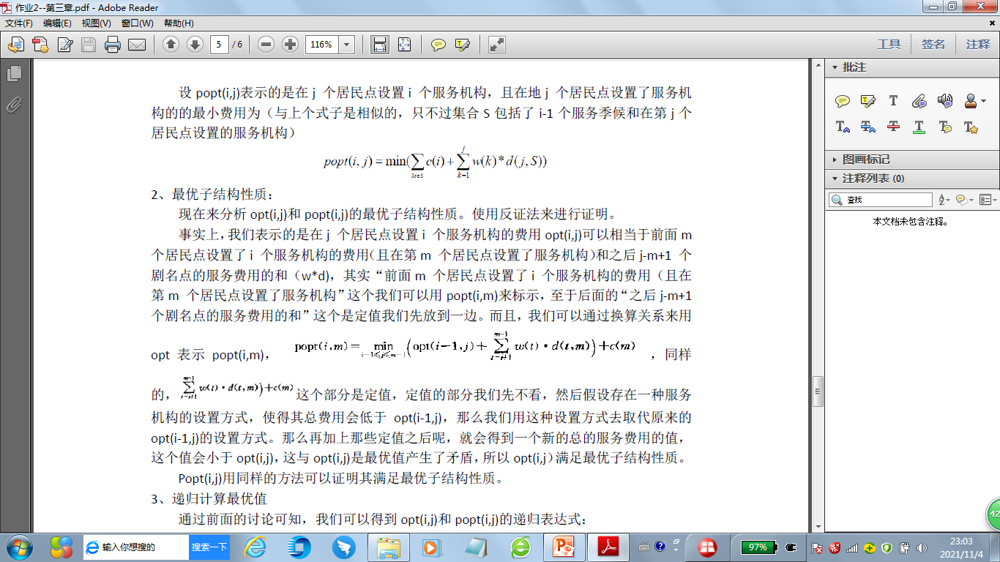 作业2--第三章.pdf - Adobe Reader
文件(F) 编辑(E) 视图(V) 窗口(W) 帮助(H)
5 / 6 116% 工具 签名 注释
设 popt(i,j)表示的是在 j 个居民点设置 i 个服务机构，且在地 j 个居民点设置了服务机
构的的最小费用为（与上个式子是相似的，只不过集合 S 包括了 i-1 个服务季候和在第 j 个
居民点设置的服务机构）
popt(i, j) = min(∑_{Xi∈S} c(i) + ∑_{k=1}^{j} w(k) * d(j, S))
2、最优子结构性质：
现在来分析 opt(i,j)和 popt(i,j)的最优子结构性质。使用反证法来进行证明。
事实上，我们表示的是在 j 个居民点设置 i 个服务机构的费用 opt(i,j)可以相当于前面 m
个居民点设置了 i 个服务机构的费用（且在第 m 个居民点设置了服务机构）和之后 j-m+1 个
剧名点的服务费用的和（w*d)，其实“前面 m 个居民点设置了 i 个服务机构的费用（且在
第 m 个居民点设置了服务机构”这个我们可以用 popt(i,m)来标示，至于后面的“之后 j-m+1
个剧名点的服务费用的和”这个是定值我们先放到一边。而且，我们可以通过换算关系来用
opt 表示 popt(i,m)， popt(i,m) = min_{i-1≤j≤m-1} (opt(i-1,j) + ∑^{m-1} w(t)·d(t,m)) + c(m) ，同样
的，∑^{m-1} w(t)·d(t,m)) + c(m) 这个部分是定值，定值的部分我们先不看，然后假设存在一种服务
机构的设置方式，使得其总费用会低于 opt(i-1,j)，那么我们用这种设置方式去取代原来的
opt(i-1,j)的设置方式。那么再加上那些定值之后呢，就会得到一个新的总的服务费用的值，
这个值会小于 opt(i,j)，这与 opt(i,j)是最优值产生了矛盾，所以 opt(i,j）满足最优子结构性质。
Popt(i,j)用同样的方法可以证明其满足最优子结构性质。
3、递归计算最优值
通过前面的讨论可知，我们可以得到 opt(i,j)和 popt(i,j)的递归表达式：
批注
图画标记
注释列表 (0)
查找
本文档未包含注释。
42
输入你想搜的 搜索一下 97% 23:03
2021/11/4